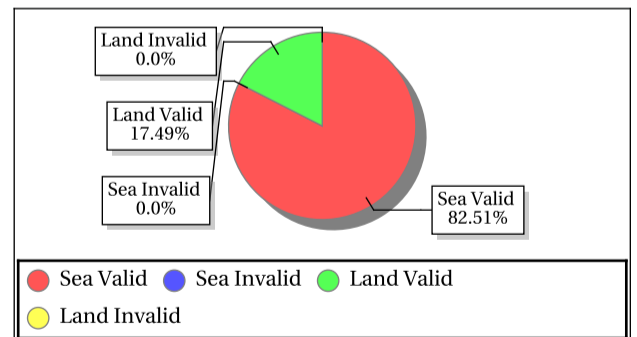 Land Invalid
0.0%
Land Valid
17.49%
Sea Invalid
0.0%
Sea Valid
82.51%
Sea Valid Sea Invalid Land Valid
Land Invalid